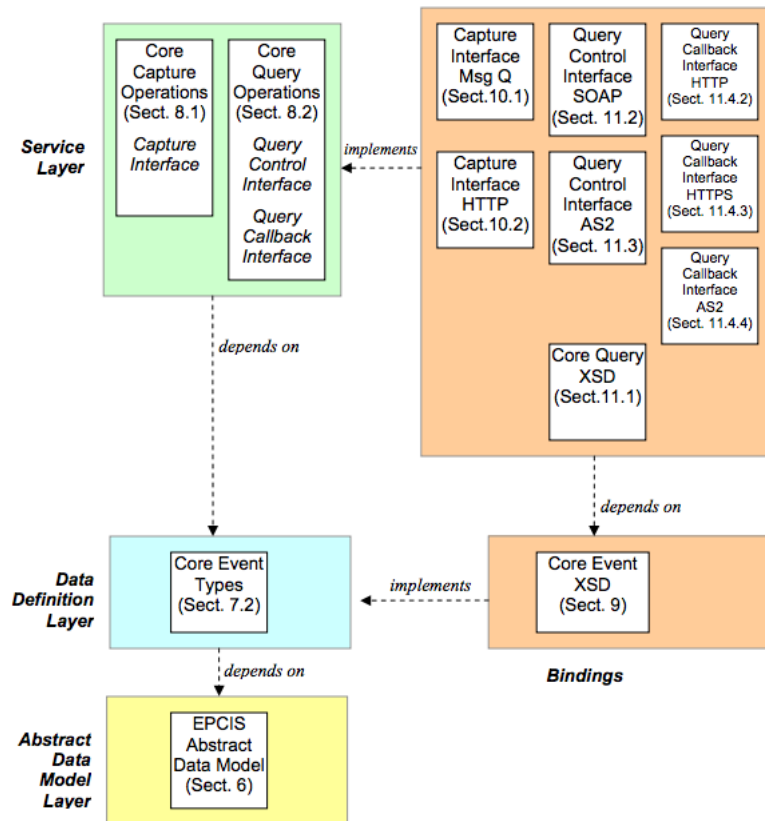 Core
Capture
Operations
(Sect. 8.1)
Capture
Interface
Core
Query
Operations
(Sect. 8.2)
Query
Control
Interface
Query
Callback
Interface
Service
Layer
implements
Capture
Interface
Msg Q
(Sect.10.1)
Query
Control
Interface
SOAP
(Sect. 11.2)
Query
Callback
Interface
HTTP
(Sect. 11.4.2)
Capture
Interface
HTTP
(Sect.10.2)
Query
Control
Interface
AS2
(Sect. 11.3)
Query
Callback
Interface
HTTPS
(Sect. 11.4.3)
Query
Callback
Interface
AS2
(Sect. 11.4.4)
Core Query
XSD
(Sect.11.1)
depends on
depends on
Data
Definition
Layer
Core Event
Types
(Sect. 7.2)
implements
Core Event
XSD
(Sect. 9)
Bindings
depends on
Abstract
Data
Model
Layer
EPCIS
Abstract
Data Model
(Sect. 6)